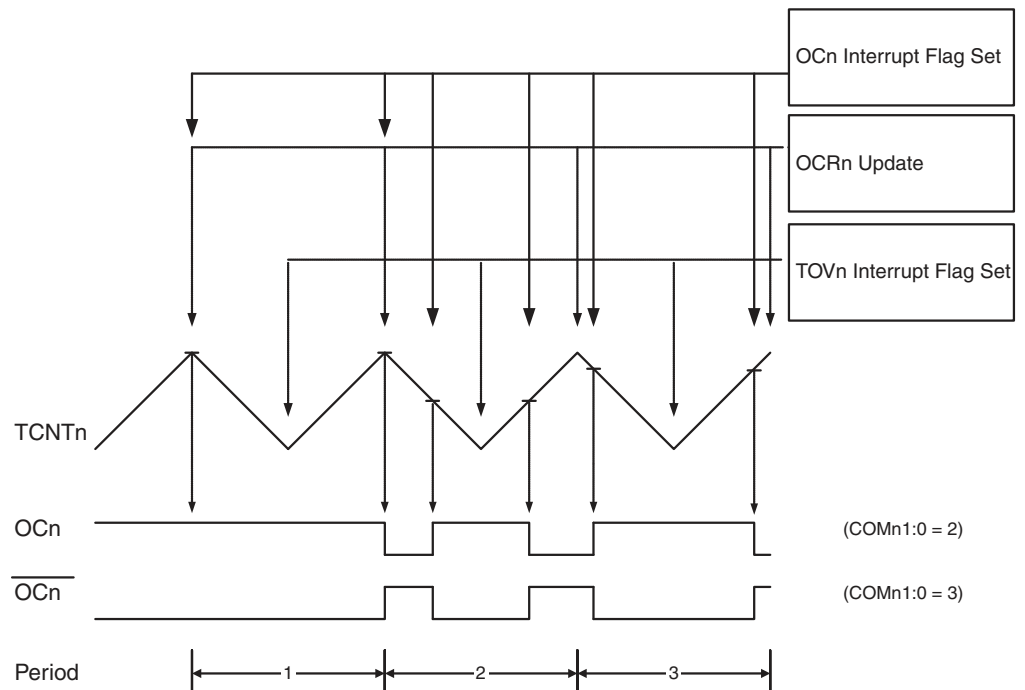 OCn Interrupt Flag Set
OCRn Update
TOVn Interrupt Flag Set
TCNTn
OCn (COMn1:0 = 2)
OCn (COMn1:0 = 3)
Period 1 2 3